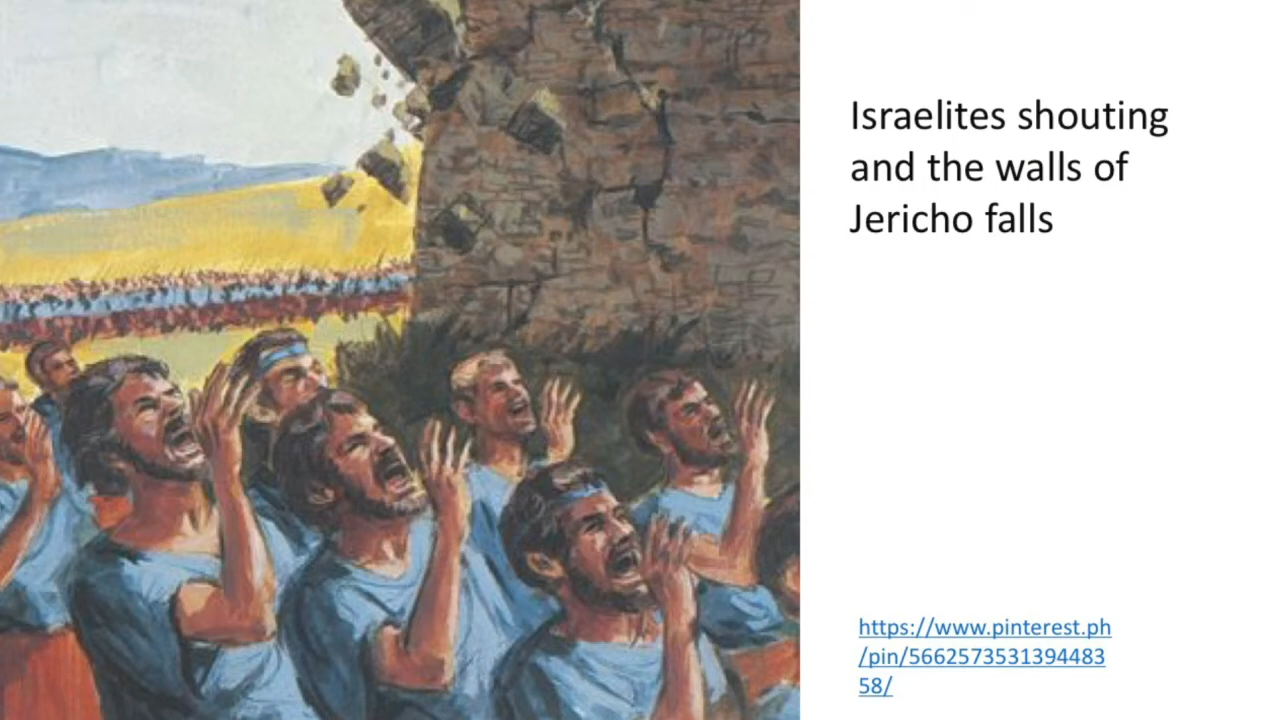 Israelites shouting
and the walls of
Jericho falls
https://www.pinterest.ph
/pin/5662573531394483
58/